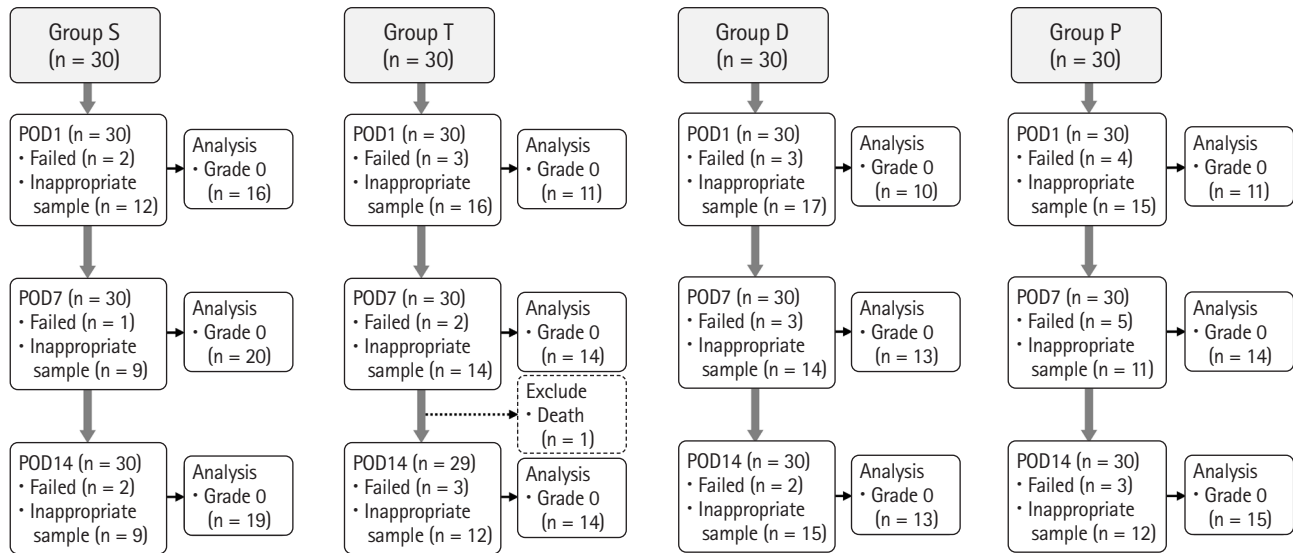 Group S
(n = 30)
POD1 (n = 30)
・Failed (n = 2)
・Inappropriate
sample (n = 12)
Analysis
・Grade 0
(n = 16)
POD7 (n = 30)
・Failed (n = 1)
・Inappropriate
sample (n = 9)
Analysis
・Grade 0
(n = 20)
POD14 (n = 30)
・Failed (n = 2)
・Inappropriate
sample (n = 9)
Analysis
・Grade 0
(n = 19)
Group T
(n = 30)
POD1 (n = 30)
・Failed (n = 3)
・Inappropriate
sample (n = 16)
Analysis
・Grade 0
(n = 11)
POD7 (n = 30)
・Failed (n = 2)
・Inappropriate
sample (n = 14)
Analysis
・Grade 0
(n = 14)
Exclude
・Death
(n = 1)
POD14 (n = 29)
・Failed (n = 3)
・Inappropriate
sample (n = 12)
Analysis
・Grade 0
(n = 14)
Group D
(n = 30)
POD1 (n = 30)
・Failed (n = 3)
・Inappropriate
sample (n = 17)
Analysis
・Grade 0
(n = 10)
POD7 (n = 30)
・Failed (n = 3)
・Inappropriate
sample (n = 14)
Analysis
・Grade 0
(n = 13)
POD14 (n = 30)
・Failed (n = 2)
・Inappropriate
sample (n = 15)
Analysis
・Grade 0
(n = 13)
Group P
(n = 30)
POD1 (n = 30)
・Failed (n = 4)
・Inappropriate
sample (n = 15)
Analysis
・Grade 0
(n = 11)
POD7 (n = 30)
・Failed (n = 5)
・Inappropriate
sample (n = 11)
Analysis
・Grade 0
(n = 14)
POD14 (n = 30)
・Failed (n = 3)
・Inappropriate
sample (n = 12)
Analysis
・Grade 0
(n = 15)